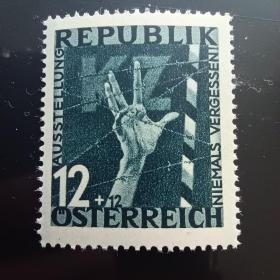 REPUBLIK
AUSSTELLUNG
KZ
NIEMALS VERGESSEN!
12+12
ÖSTERREICH